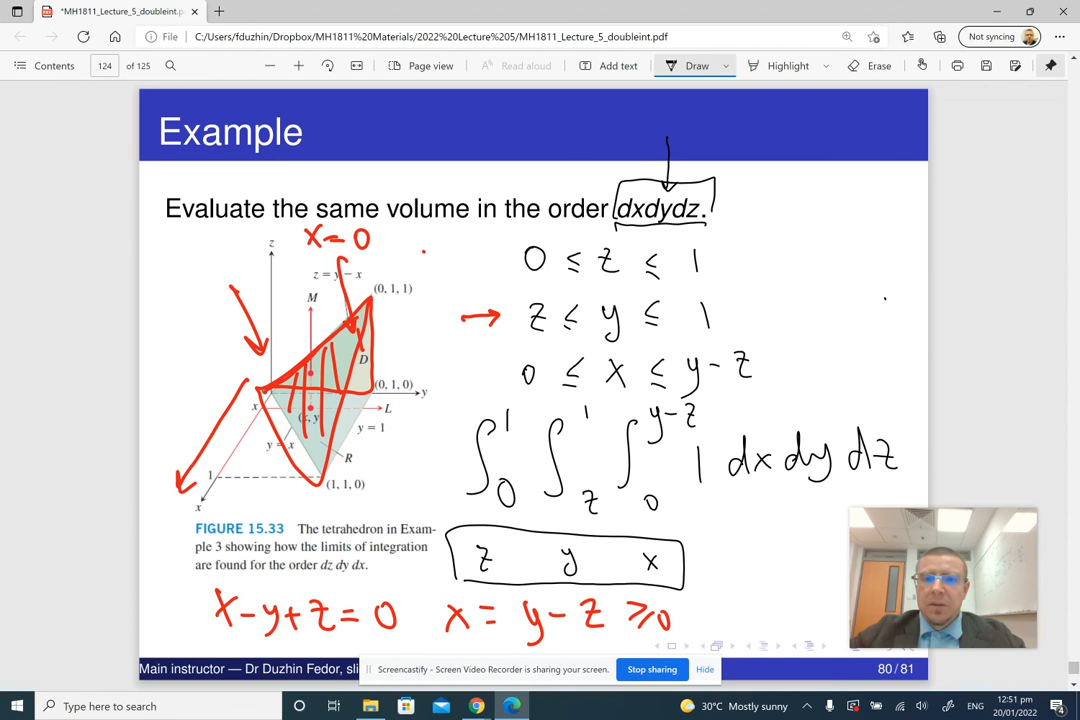 *MH1811_Lecture_5_doubleint.p
File C:/Users/fduzhin/Dropbox/MH1811%20Materials/2022%20Lecture%205/MH1811_Lecture_5_doubleint.pdf
Not syncing
Contents 124 of 125 Page view Read aloud Add text Draw Highlight Erase
Example
Evaluate the same volume in the order dxdydz.
x = 0
z
z = y − x
(0, 1, 1)
M
D
(0, 1, 0)
y
x
L
(x, y)
y = 1
y = x
R
1
(1, 1, 0)
x
0 ≤ z ≤ 1
z ≤ y ≤ 1
0 ≤ x ≤ y - z
∫₀¹ ∫_z¹ ∫₀^{y-z} 1 dx dy dz
z y x
FIGURE 15.33 The tetrahedron in Exam-
ple 3 showing how the limits of integration
are found for the order dz dy dx.
x - y + z = 0 x = y - z ≥ 0
Main instructor — Dr Duzhin Fedor, sli
80 / 81
Screencastify - Screen Video Recorder is sharing your screen. Stop sharing Hide
Type here to search
30°C Mostly sunny
ENG
12:51 pm
20/01/2022
4